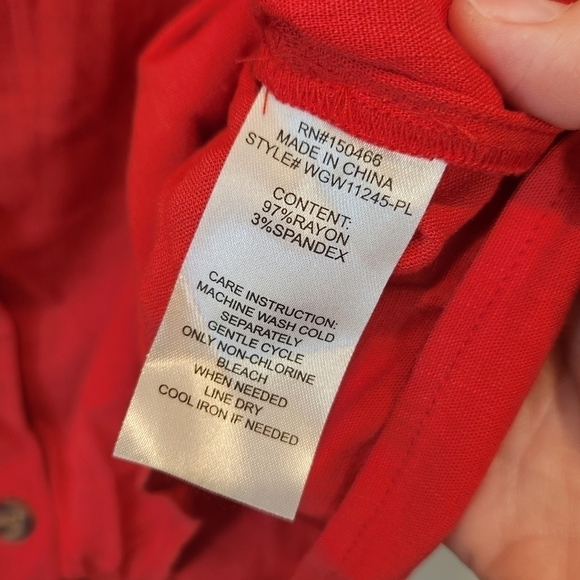 RN#150466
MADE IN CHINA
STYLE# WGW11245-PL
CONTENT:
97%RAYON
3%SPANDEX
CARE INSTRUCTION:
MACHINE WASH COLD
SEPARATELY
GENTLE CYCLE
ONLY NON-CHLORINE
BLEACH
WHEN NEEDED
LINE DRY
COOL IRON IF NEEDED